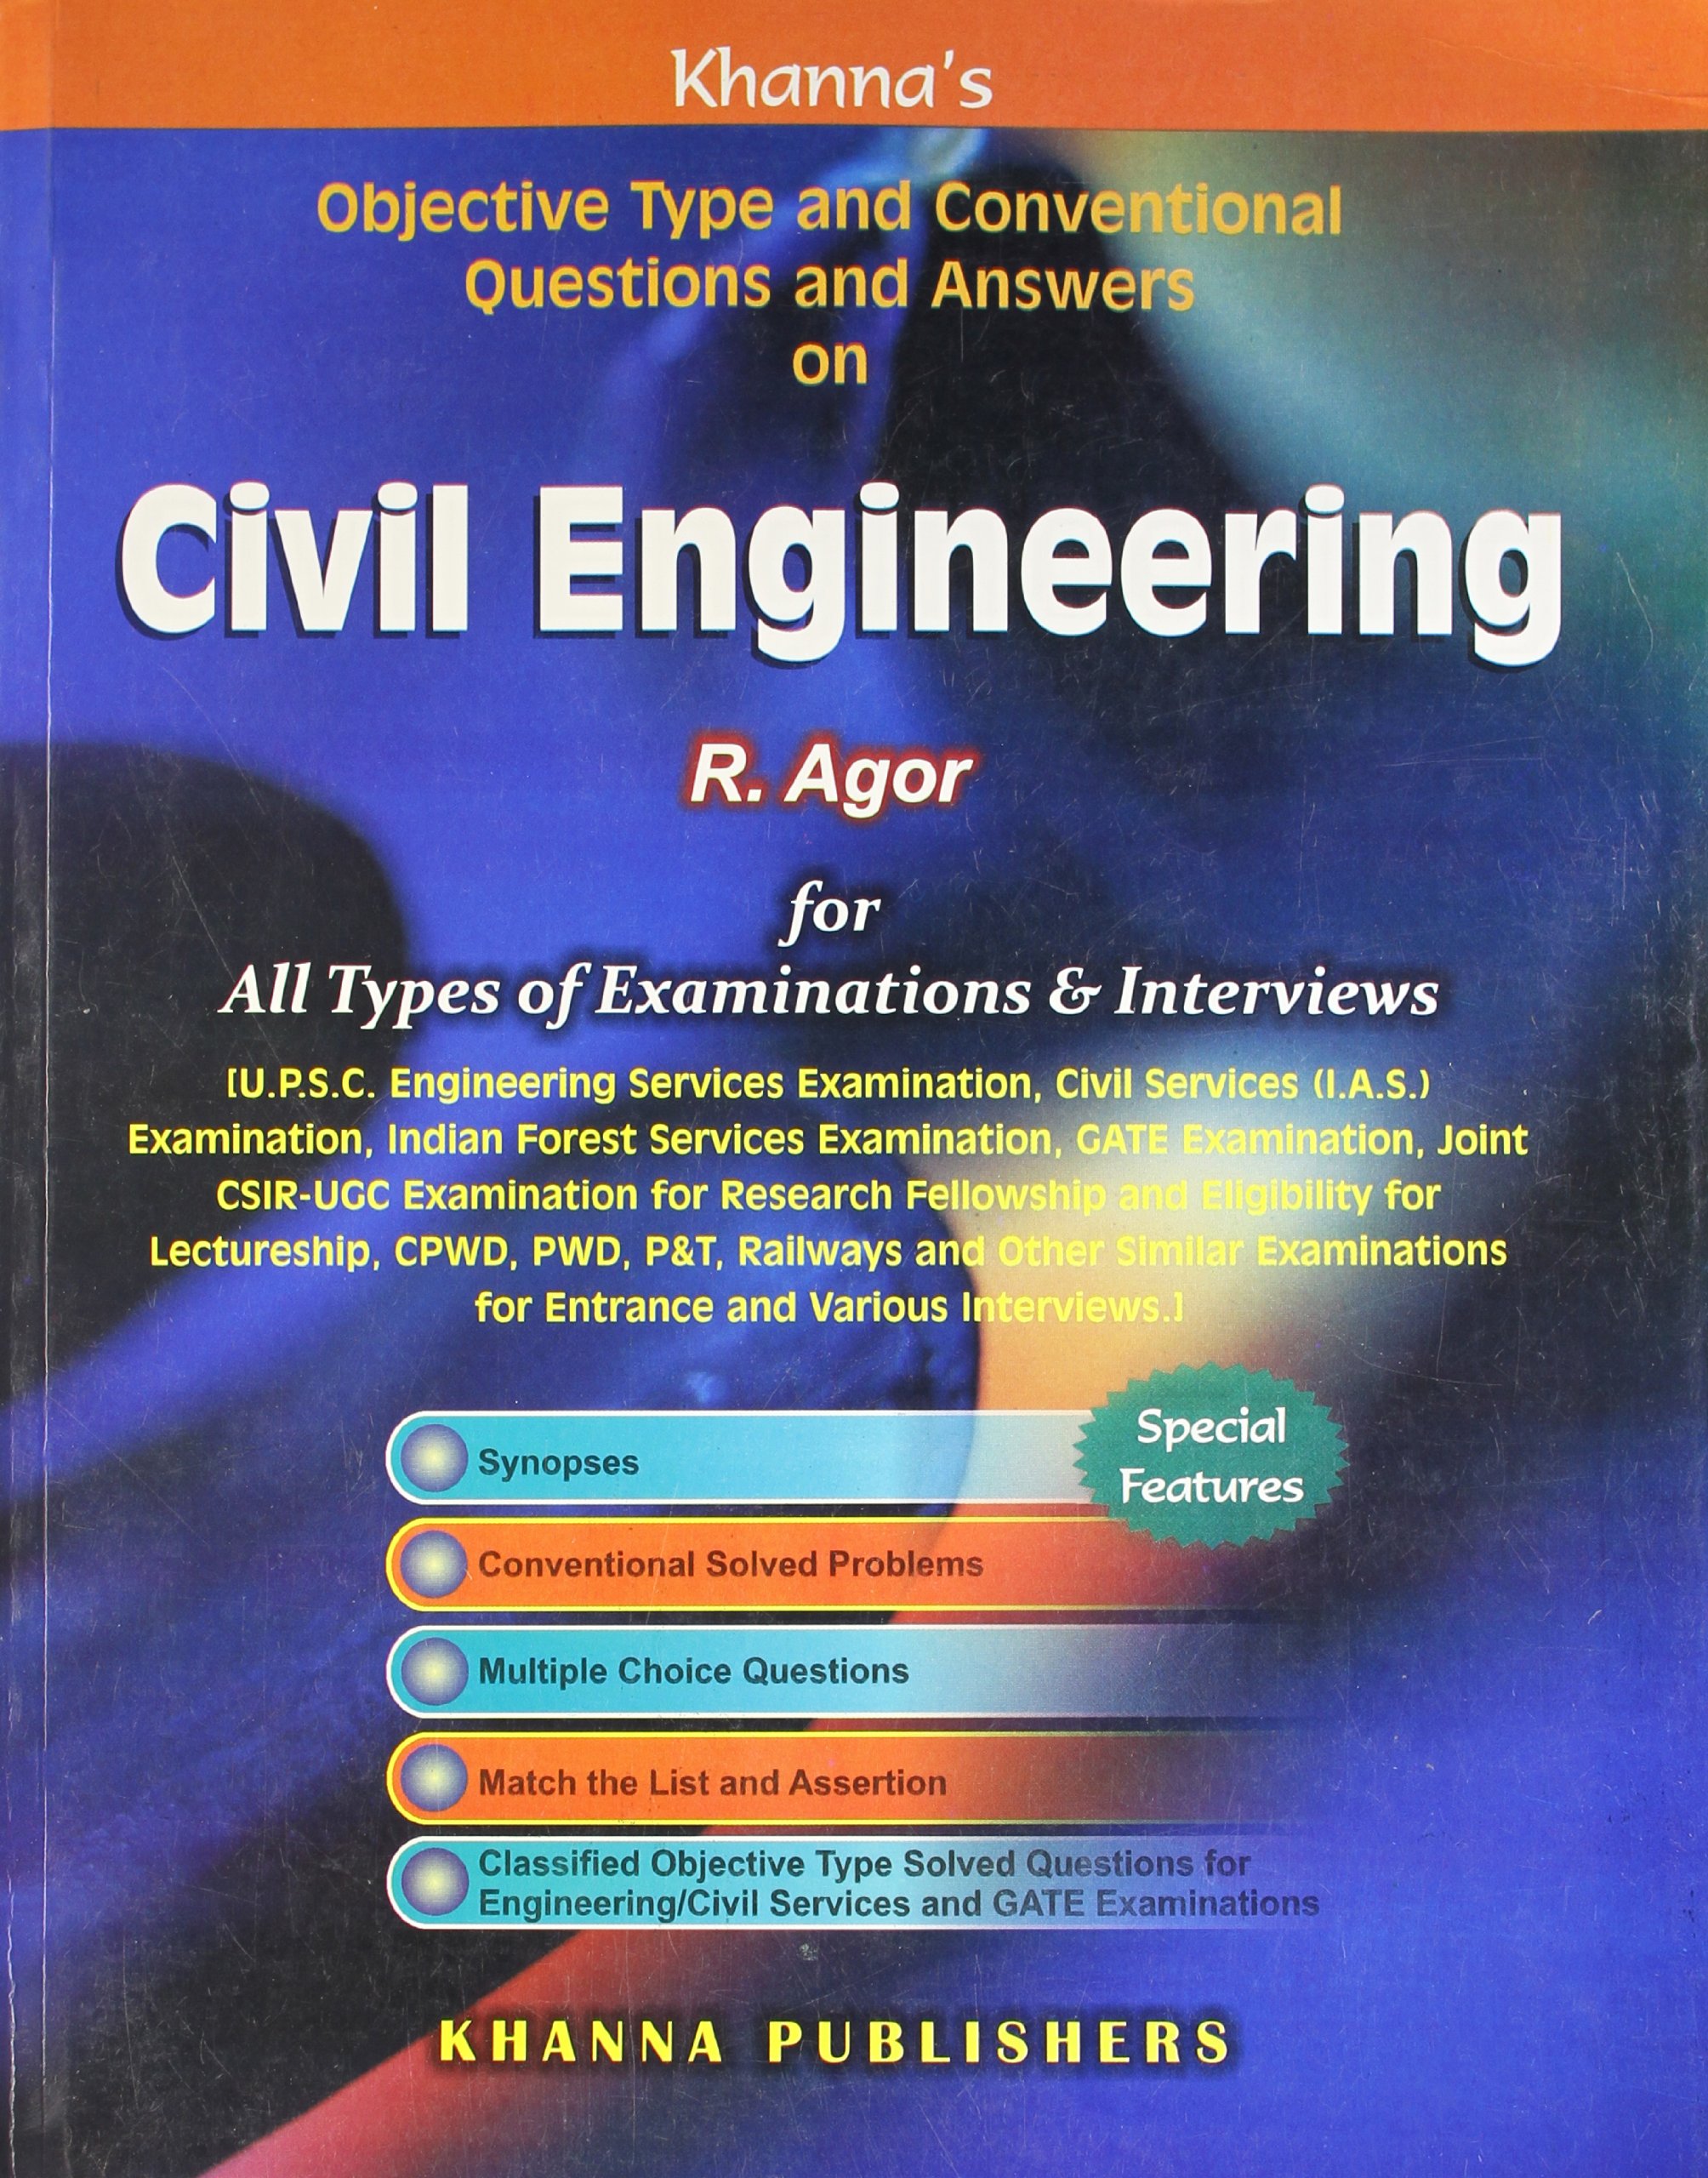 Khanna's
Objective Type and Conventional
Questions and Answers
on
Civil Engineering
R. Agor
for
All Types of Examinations & Interviews
[U.P.S.C. Engineering Services Examination, Civil Services (I.A.S.)
Examination, Indian Forest Services Examination, GATE Examination, Joint
CSIR-UGC Examination for Research Fellowship and Eligibility for
Lectureship, CPWD, PWD, P&T, Railways and Other Similar Examinations
for Entrance and Various Interviews.]
Special
Features
Synopses
Conventional Solved Problems
Multiple Choice Questions
Match the List and Assertion
Classified Objective Type Solved Questions for
Engineering/Civil Services and GATE Examinations
KHANNA PUBLISHERS